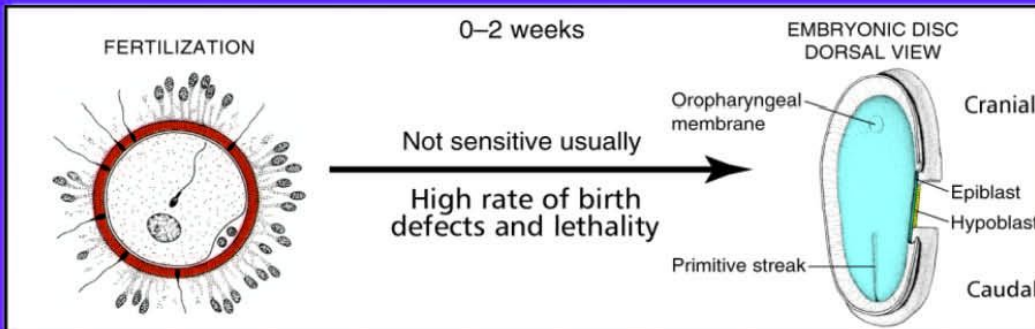 FERTILIZATION
0–2 weeks
Not sensitive usually
High rate of birth
defects and lethality
EMBRYONIC DISC
DORSAL VIEW
Oropharyngeal
membrane
Cranial
Epiblast
Hypoblast
Primitive streak
Caudal